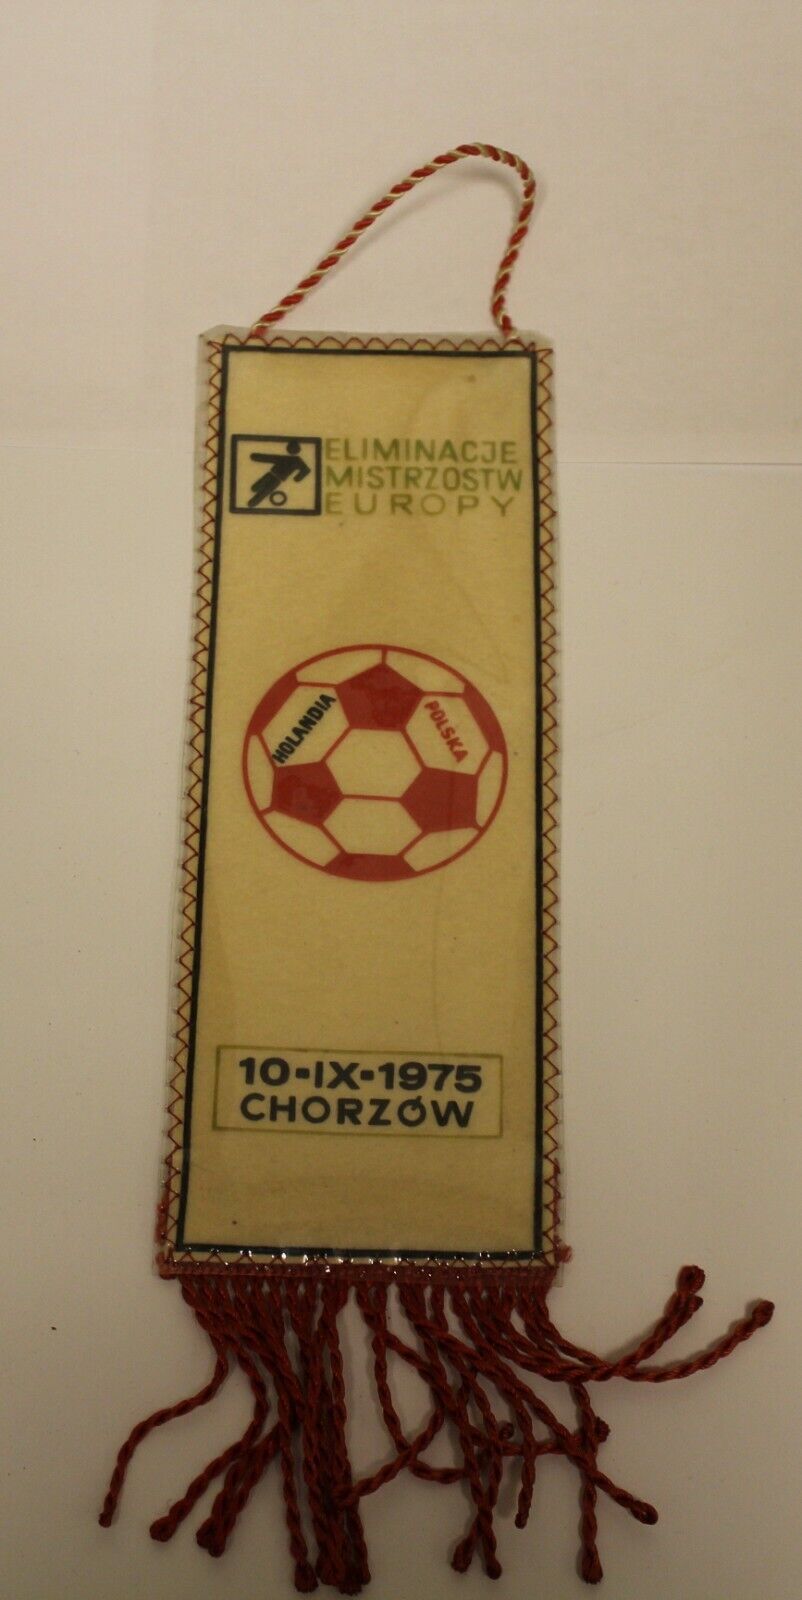 ELIMINACJE
MISTRZOSTW
EUROPY
HOLANDIA
POLSKA
10-IX-1975
CHORZÓW